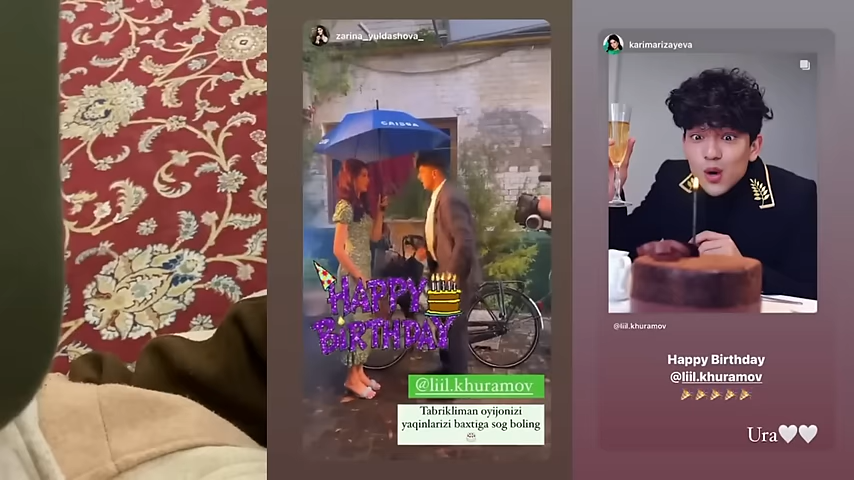 zarina_yuldashova_
CAISSA
HAPPY
BIRTHDAY
@liil.khuramov
Tabrikliman oyijonizi
yaqinlarizi baxtiga sog boling
karimarizayeva
@liil.khuramov
Happy Birthday
@liil.khuramov
Ura